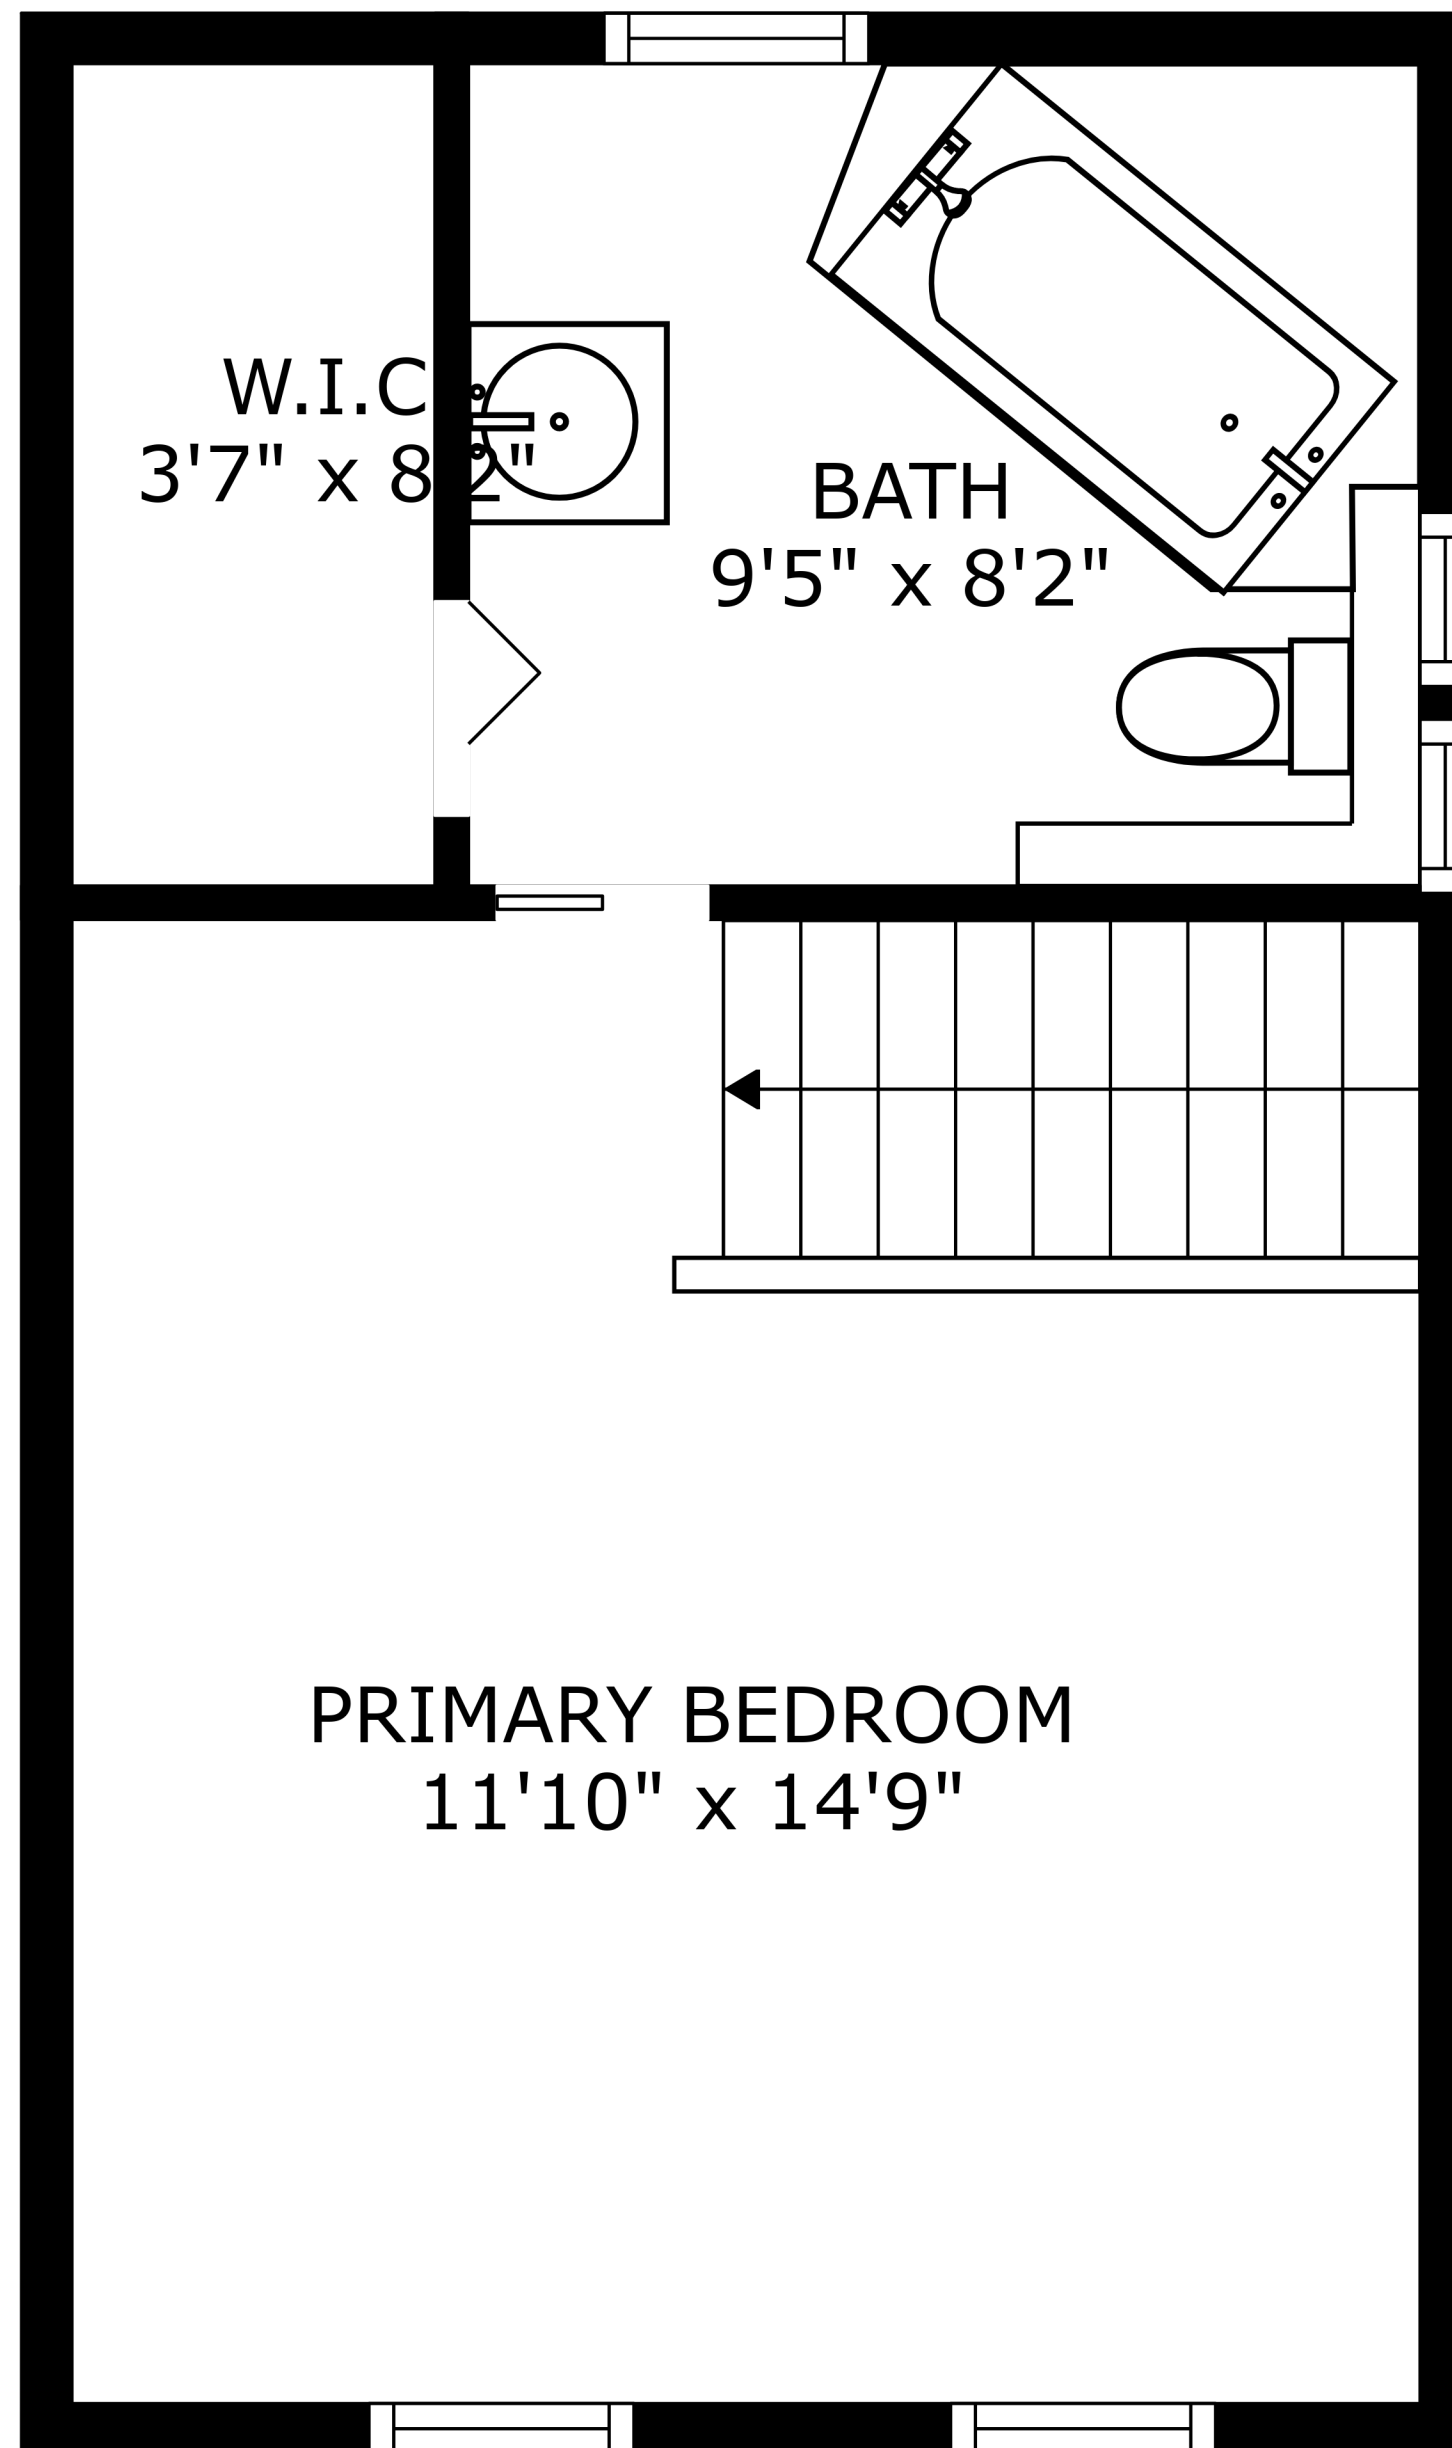 W.I.C
3'7" x 8'2"
BATH
9'5" x 8'2"
PRIMARY BEDROOM
11'10" x 14'9"